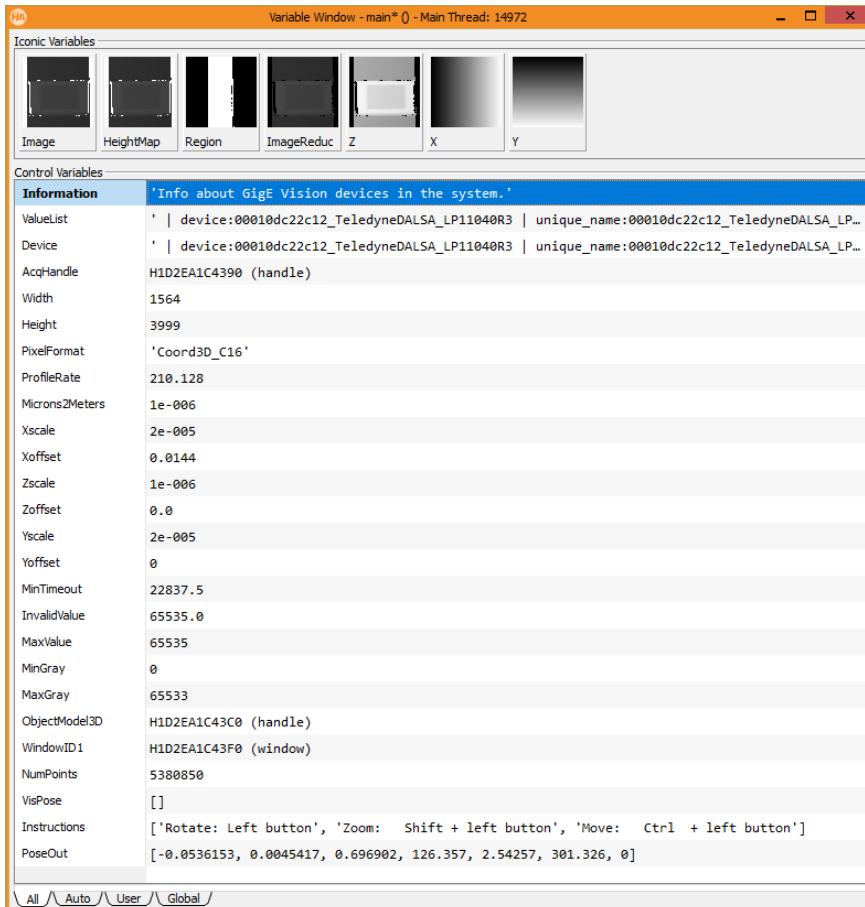 HA
Variable Window - main* () - Main Thread: 14972
Iconic Variables
Image HeightMap Region ImageReduc Z X Y
Control Variables
Information 'Info about GigE Vision devices in the system.'
ValueList ' | device:00010dc22c12_TeledyneDALSA_LP11040R3 | unique_name:00010dc22c12_TeledyneDALSA_LP…
Device ' | device:00010dc22c12_TeledyneDALSA_LP11040R3 | unique_name:00010dc22c12_TeledyneDALSA_LP…
AcqHandle H1D2EA1C4390 (handle)
Width 1564
Height 3999
PixelFormat 'Coord3D_C16'
ProfileRate 210.128
Microns2Meters 1e-006
Xscale 2e-005
Xoffset 0.0144
Zscale 1e-006
Zoffset 0.0
Yscale 2e-005
Yoffset 0
MinTimeout 22837.5
InvalidValue 65535.0
MaxValue 65535
MinGray 0
MaxGray 65533
ObjectModel3D H1D2EA1C43C0 (handle)
WindowID1 H1D2EA1C43F0 (window)
NumPoints 5380850
VisPose []
Instructions ['Rotate: Left button', 'Zoom:   Shift + left button', 'Move:   Ctrl  + left button']
PoseOut [-0.0536153, 0.0045417, 0.696902, 126.357, 2.54257, 301.326, 0]
All Auto User Global